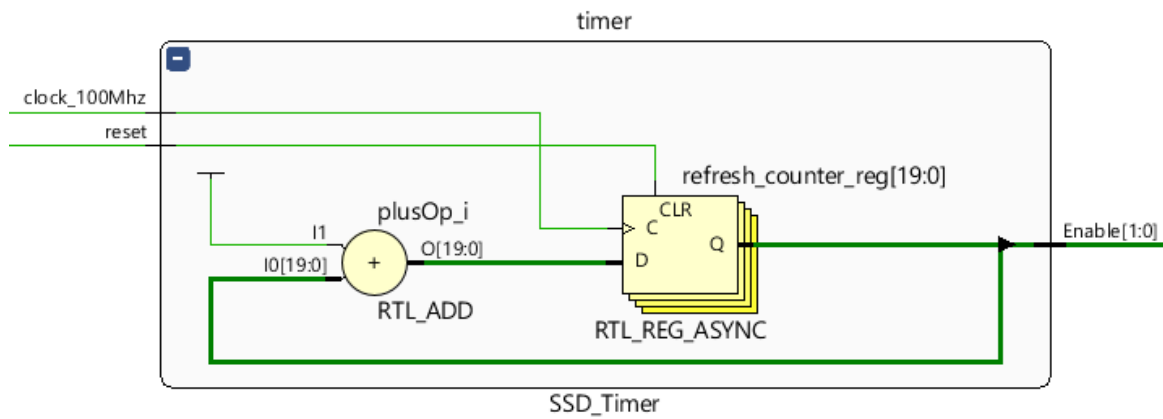 timer
clock_100Mhz
reset
refresh_counter_reg[19:0]
plusOp_i
CLR
I1
C
Q
Enable[1:0]
I0[19:0]
+
O[19:0]
D
RTL_ADD
RTL_REG_ASYNC
SSD_Timer